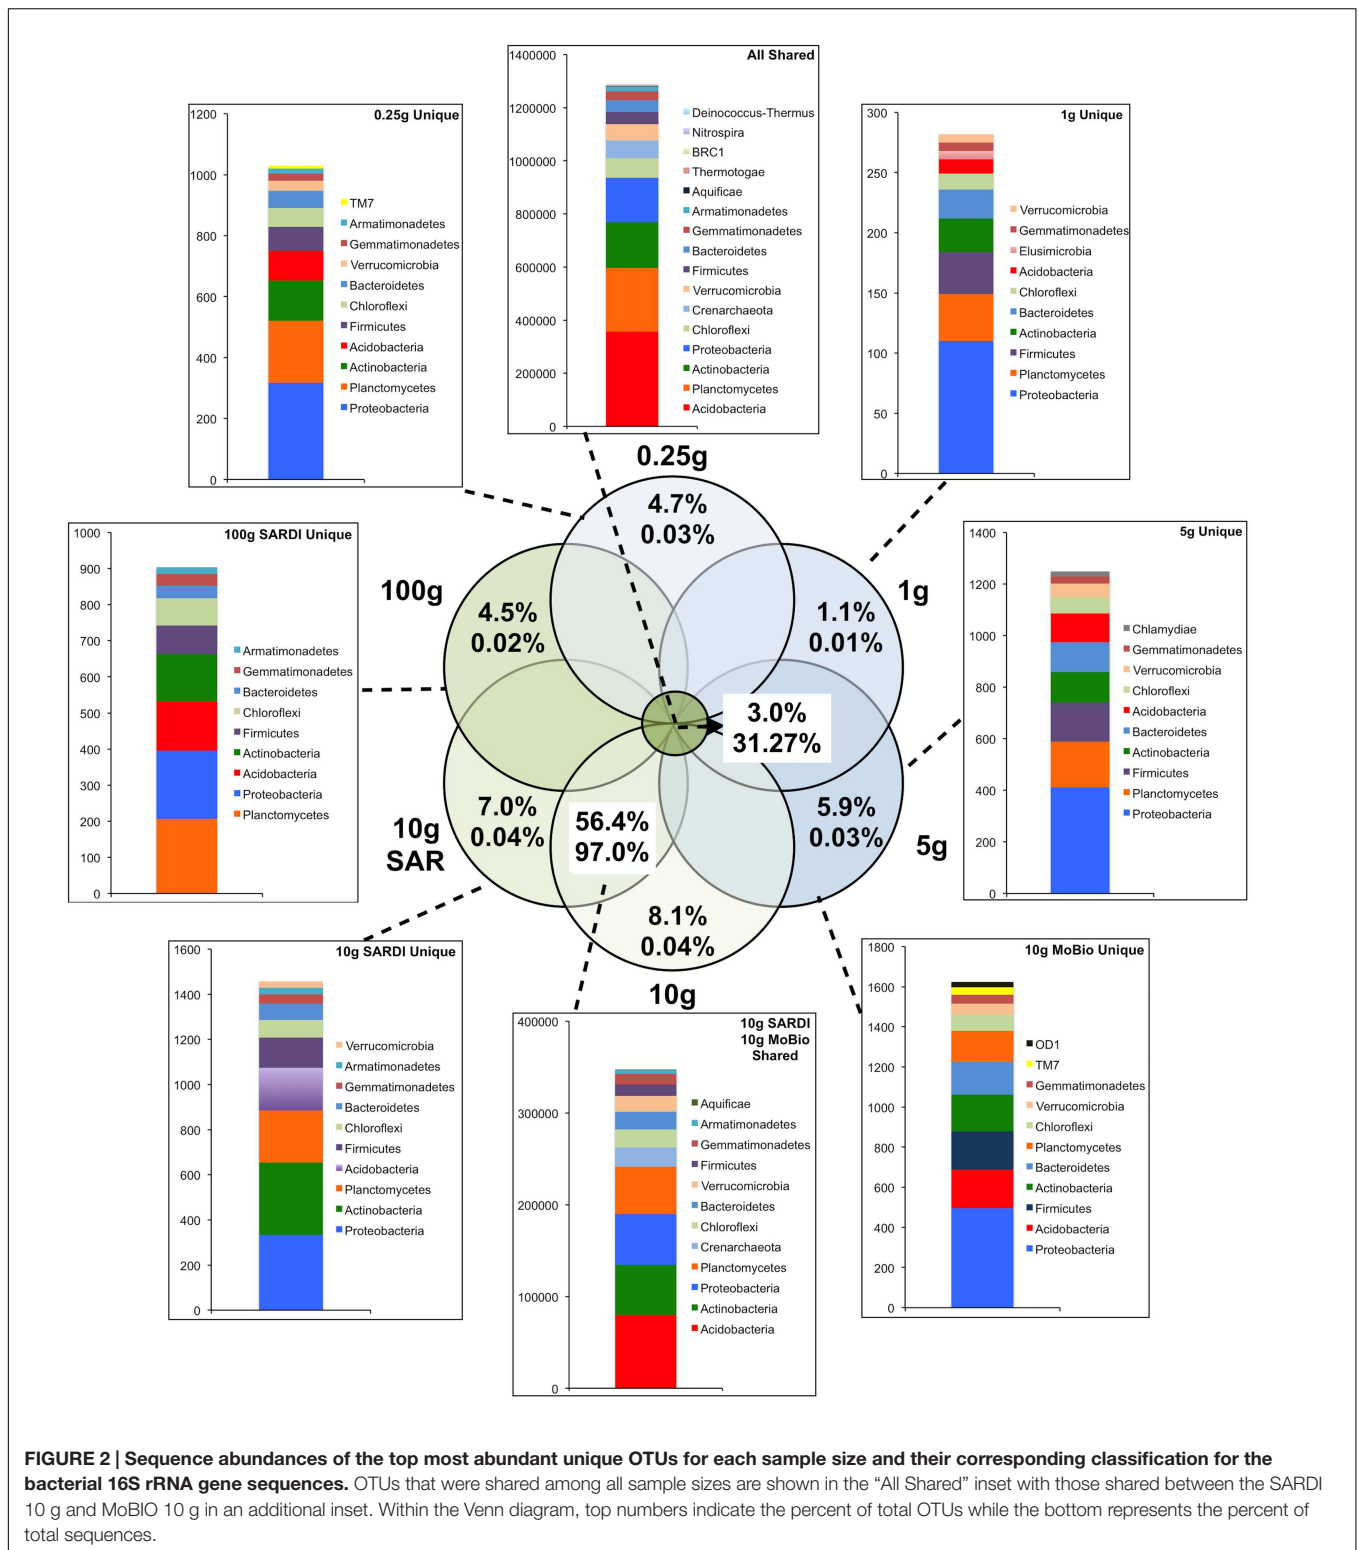 All Shared
1400000
1200000
1000000
800000
600000
400000
200000
0
Deinococcus-Thermus
Nitrospira
BRC1
Thermotogae
Aquificae
Armatimonadetes
Gemmatimonadetes
Bacteroidetes
Firmicutes
Verrucomicrobia
Crenarchaeota
Chloroflexi
Proteobacteria
Actinobacteria
Planctomycetes
Acidobacteria
0.25g Unique
1200
1000
800
600
400
200
0
TM7
Armatimonadetes
Gemmatimonadetes
Verrucomicrobia
Bacteroidetes
Chloroflexi
Firmicutes
Acidobacteria
Actinobacteria
Planctomycetes
Proteobacteria
1g Unique
300
250
200
150
100
50
0
Verrucomicrobia
Gemmatimonadetes
Elusimicrobia
Acidobacteria
Chloroflexi
Bacteroidetes
Actinobacteria
Firmicutes
Planctomycetes
Proteobacteria
100g SARDI Unique
1000
900
800
700
600
500
400
300
200
100
0
Armatimonadetes
Gemmatimonadetes
Bacteroidetes
Chloroflexi
Firmicutes
Actinobacteria
Acidobacteria
Proteobacteria
Planctomycetes
0.25g
4.7%
0.03%
100g
4.5%
0.02%
1g
1.1%
0.01%
3.0%
31.27%
10g
SAR
7.0%
0.04%
56.4%
97.0%
5.9%
0.03%
5g
8.1%
0.04%
10g
5g Unique
1400
1200
1000
800
600
400
200
0
Chlamydiae
Gemmatimonadetes
Verrucomicrobia
Chloroflexi
Acidobacteria
Bacteroidetes
Actinobacteria
Firmicutes
Planctomycetes
Proteobacteria
10g SARDI Unique
1600
1400
1200
1000
800
600
400
200
0
Verrucomicrobia
Armatimonadetes
Gemmatimonadetes
Bacteroidetes
Chloroflexi
Firmicutes
Acidobacteria
Planctomycetes
Actinobacteria
Proteobacteria
10g SARDI
10g MoBio
Shared
400000
300000
200000
100000
0
Aquificae
Armatimonadetes
Gemmatimonadetes
Firmicutes
Verrucomicrobia
Bacteroidetes
Chloroflexi
Crenarchaeota
Planctomycetes
Proteobacteria
Actinobacteria
Acidobacteria
10g MoBio Unique
1800
1600
1400
1200
1000
800
600
400
200
0
OD1
TM7
Gemmatimonadetes
Verrucomicrobia
Chloroflexi
Planctomycetes
Bacteroidetes
Actinobacteria
Firmicutes
Acidobacteria
Proteobacteria
FIGURE 2 | Sequence abundances of the top most abundant unique OTUs for each sample size and their corresponding classification for the
bacterial 16S rRNA gene sequences. OTUs that were shared among all sample sizes are shown in the “All Shared” inset with those shared between the SARDI
10 g and MoBIO 10 g in an additional inset. Within the Venn diagram, top numbers indicate the percent of total OTUs while the bottom represents the percent of
total sequences.